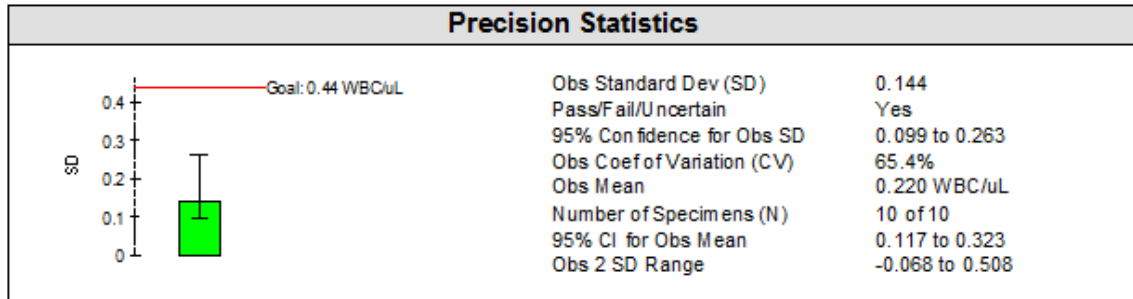 Precision Statistics
Goal: 0.44 WBC/uL
0.4
0.3
0.2
0.1
0
SD
Obs Standard Dev (SD) 0.144
Pass/Fail/Uncertain Yes
95% Confidence for Obs SD 0.099 to 0.263
Obs Coef of Variation (CV) 65.4%
Obs Mean 0.220 WBC/uL
Number of Specimens (N) 10 of 10
95% CI for Obs Mean 0.117 to 0.323
Obs 2 SD Range -0.068 to 0.508